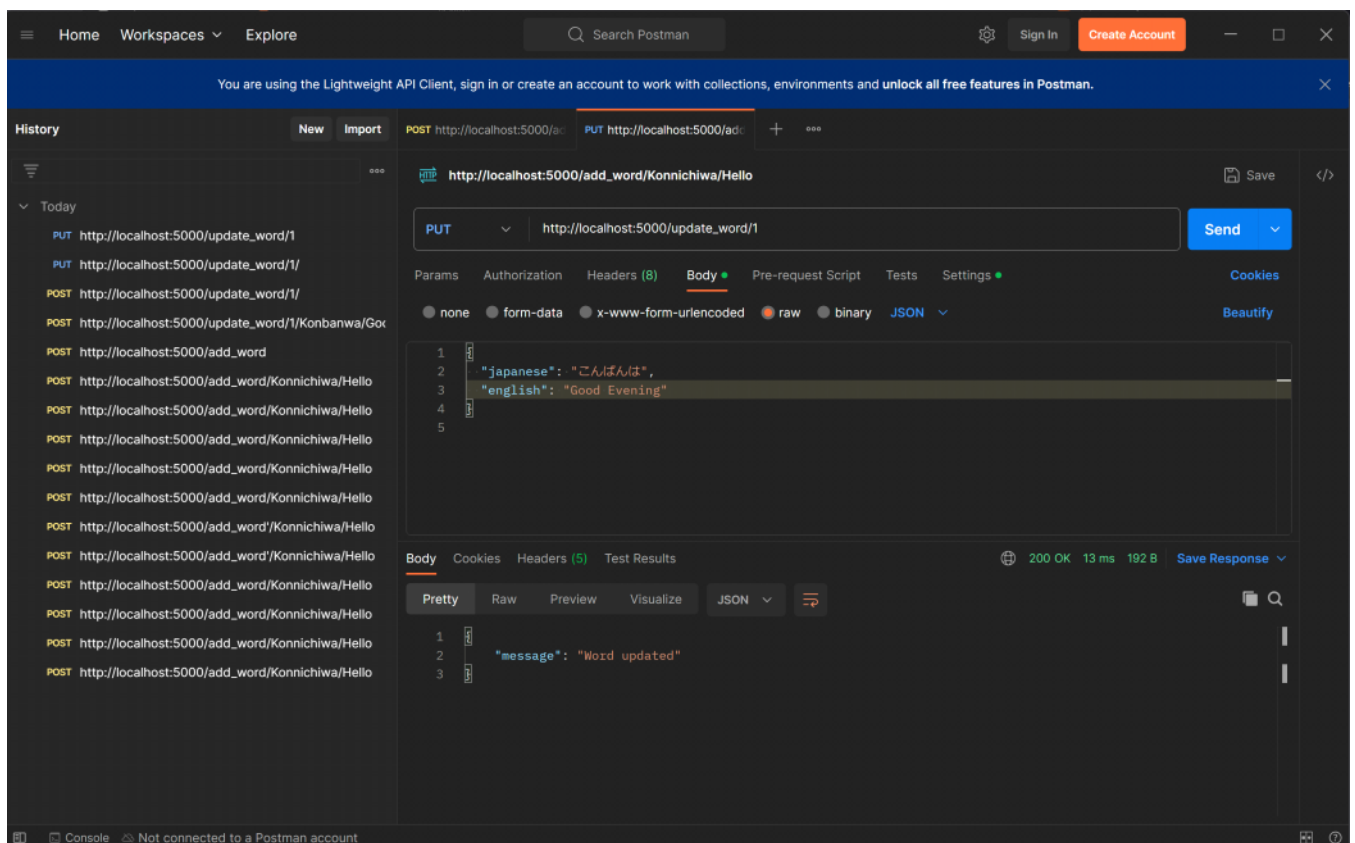 Home Workspaces Explore Search Postman Sign In Create Account
You are using the Lightweight API Client, sign in or create an account to work with collections, environments and unlock all free features in Postman.
History New Import
POST http://localhost:5000/ad PUT http://localhost:5000/add
HTTP http://localhost:5000/add_word/Konnichiwa/Hello Save </>
Today
PUT http://localhost:5000/update_word/1
PUT http://localhost:5000/update_word/1/
POST http://localhost:5000/update_word/1/
POST http://localhost:5000/update_word/1/Konbanwa/Goo
POST http://localhost:5000/add_word
POST http://localhost:5000/add_word/Konnichiwa/Hello
POST http://localhost:5000/add_word/Konnichiwa/Hello
POST http://localhost:5000/add_word/Konnichiwa/Hello
POST http://localhost:5000/add_word/Konnichiwa/Hello
POST http://localhost:5000/add_word/Konnichiwa/Hello
POST http://localhost:5000/add_word'/Konnichiwa/Hello
POST http://localhost:5000/add_word'/Konnichiwa/Hello
POST http://localhost:5000/add_word/Konnichiwa/Hello
POST http://localhost:5000/add_word/Konnichiwa/Hello
POST http://localhost:5000/add_word/Konnichiwa/Hello
POST http://localhost:5000/add_word/Konnichiwa/Hello
PUT http://localhost:5000/update_word/1 Send
Params Authorization Headers (8) Body Pre-request Script Tests Settings Cookies
none form-data x-www-form-urlencoded raw binary JSON Beautify
1 {
2 "japanese": "こんばんは",
3 "english": "Good Evening"
4 }
5
Body Cookies Headers (5) Test Results 200 OK 13 ms 192 B Save Response
Pretty Raw Preview Visualize JSON
1 {
2 "message": "Word updated"
3 }
Console Not connected to a Postman account